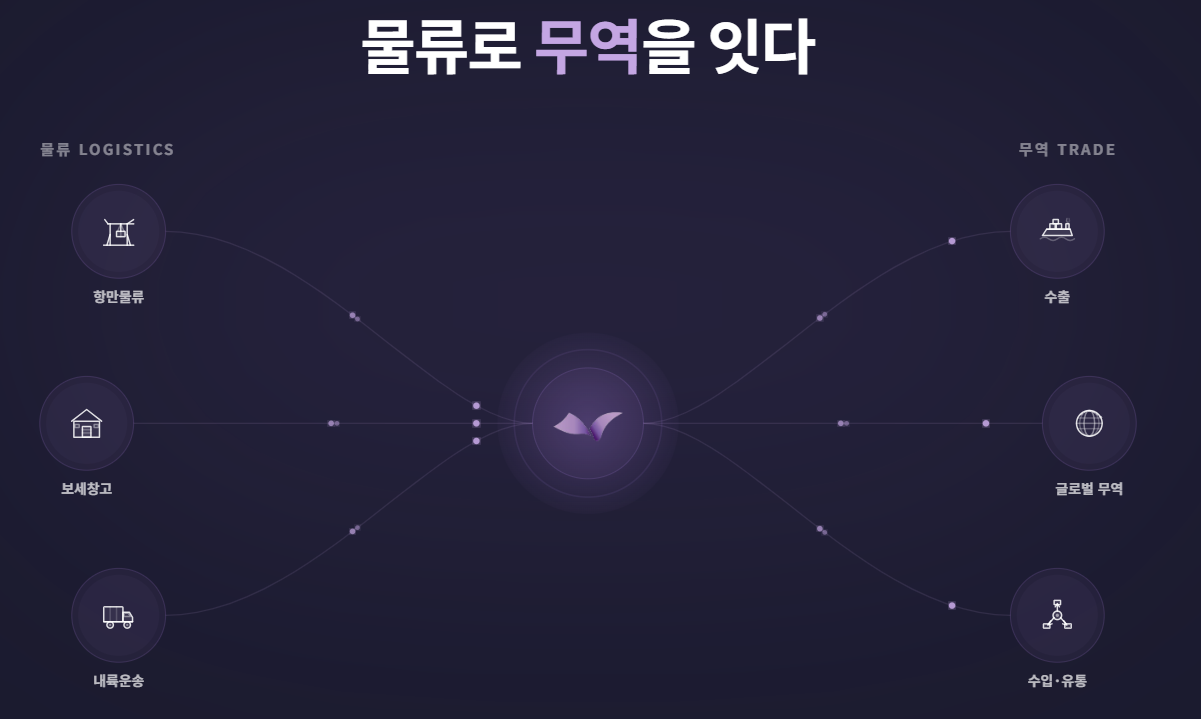 물류로 무역을 잇다
물류 LOGISTICS
무역 TRADE
항만물류
수출
보세창고
글로벌 무역
내륙운송
수입·유통